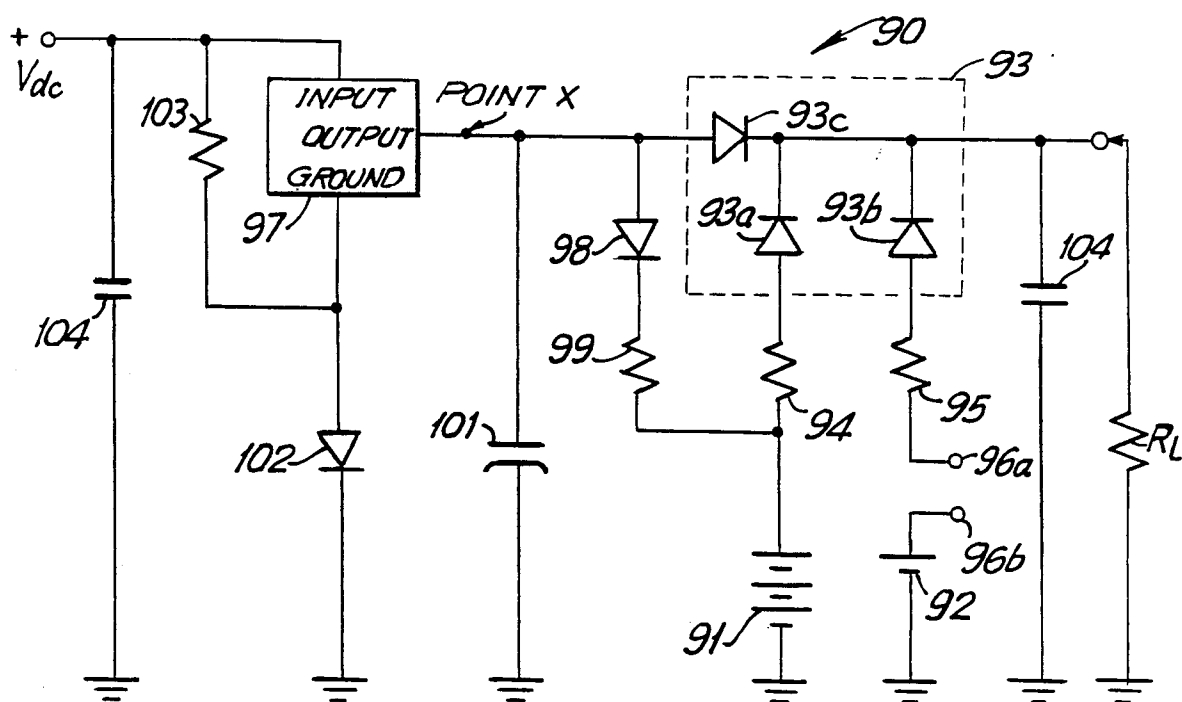 90
+
Vdc
93
INPUT
OUTPUT
GROUND
POINT X
93c
103
97
93a
93b
98
104
104
99
94
95
101
102
96a
RL
96b
91
92